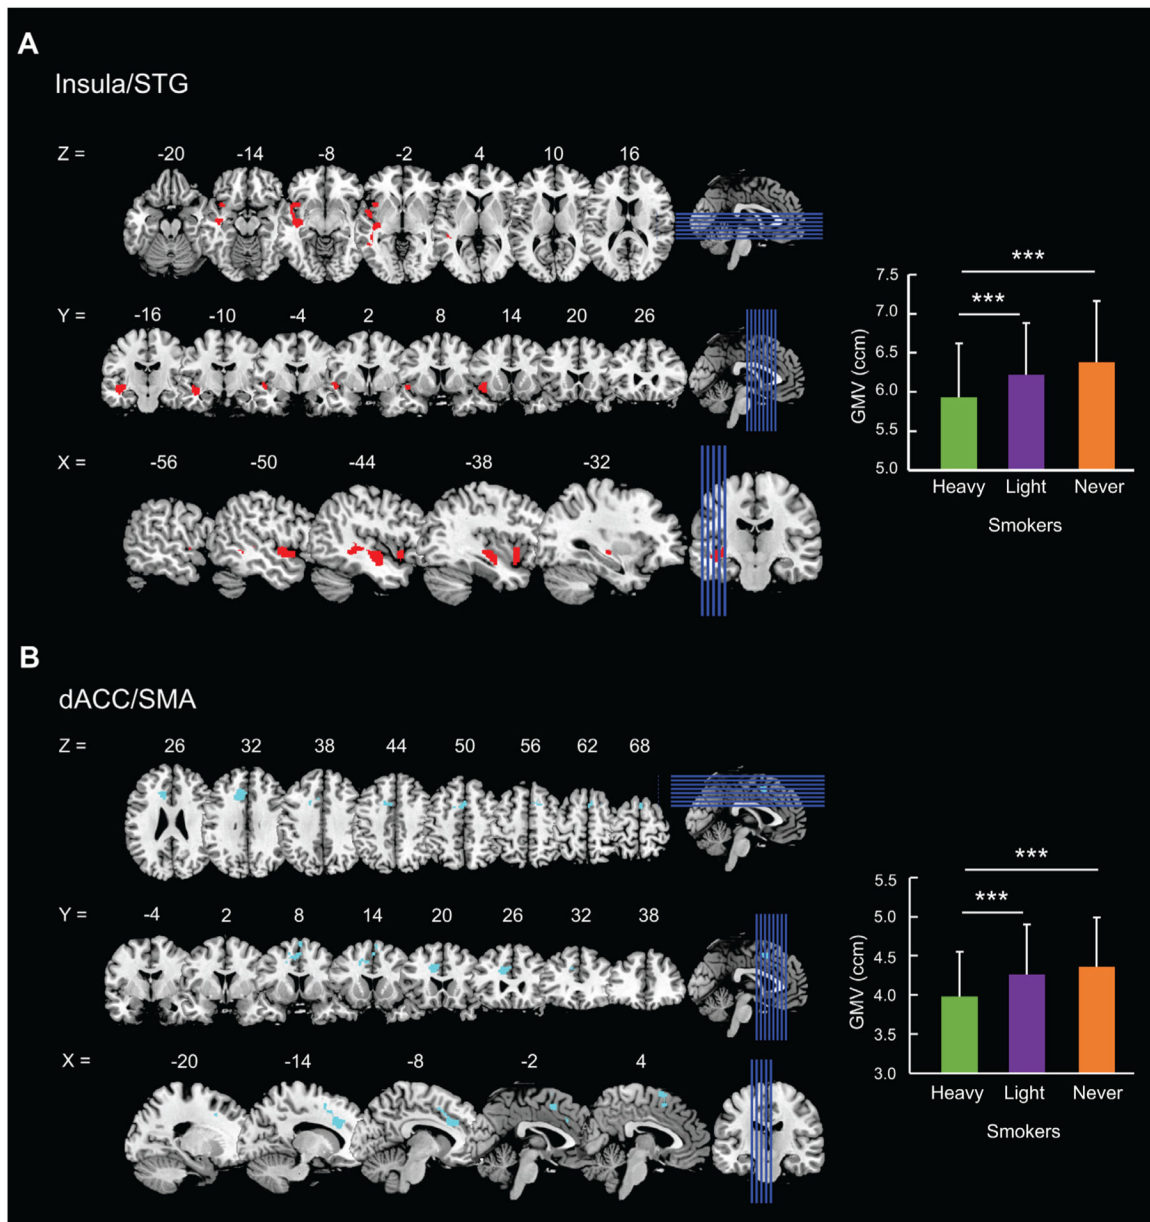 A
Insula/STG
Z = -20 -14 -8 -2 4 10 16
Y = -16 -10 -4 2 8 14 20 26
X = -56 -50 -44 -38 -32
***
***
7.5
7.0
6.5
6.0
5.5
5.0
GMV (ccm)
Heavy Light Never
Smokers
B
dACC/SMA
Z = 26 32 38 44 50 56 62 68
Y = -4 2 8 14 20 26 32 38
X = -20 -14 -8 -2 4
***
***
5.5
5.0
4.5
4.0
3.5
3.0
GMV (ccm)
Heavy Light Never
Smokers